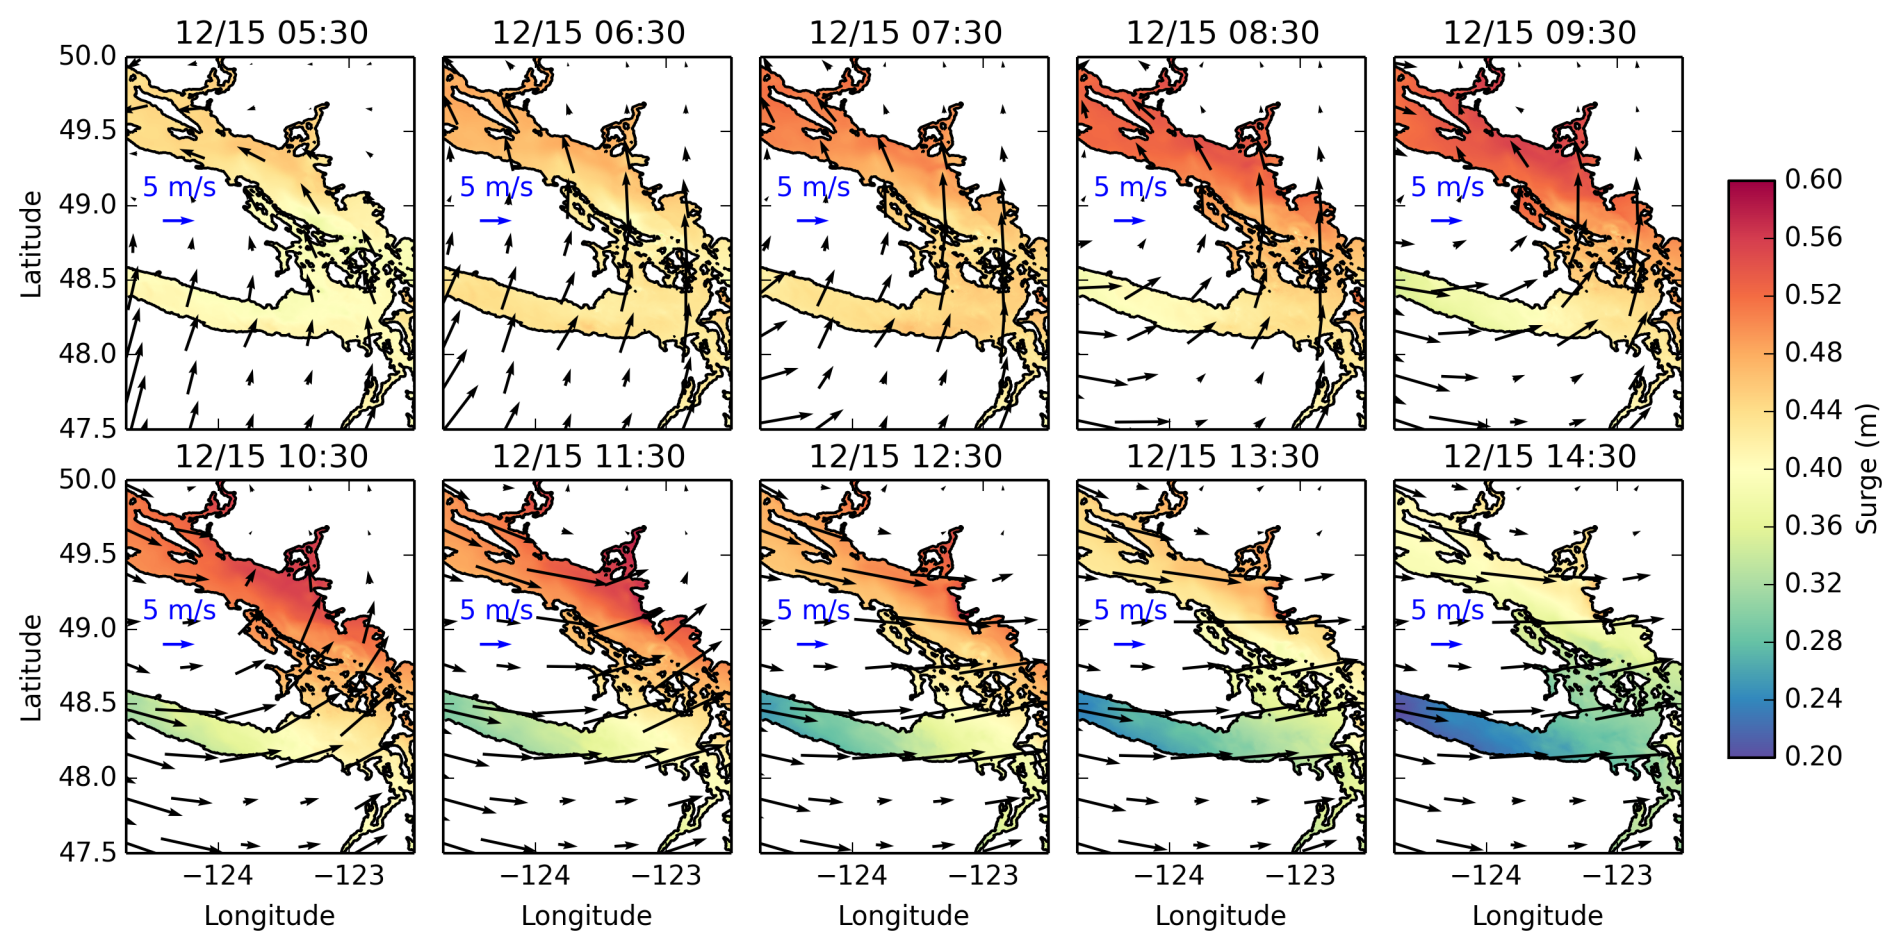 12/15 05:30 12/15 06:30 12/15 07:30 12/15 08:30 12/15 09:30
50.0
49.5
49.0
48.5
48.0
47.5
Latitude
5 m/s 5 m/s 5 m/s 5 m/s 5 m/s
12/15 10:30 12/15 11:30 12/15 12:30 12/15 13:30 12/15 14:30
50.0
49.5
49.0
48.5
48.0
47.5
Latitude
5 m/s 5 m/s 5 m/s 5 m/s 5 m/s
−124 −123 −124 −123 −124 −123 −124 −123 −124 −123
Longitude Longitude Longitude Longitude Longitude
0.60
0.56
0.52
0.48
0.44
0.40
0.36
0.32
0.28
0.24
0.20
Surge (m)